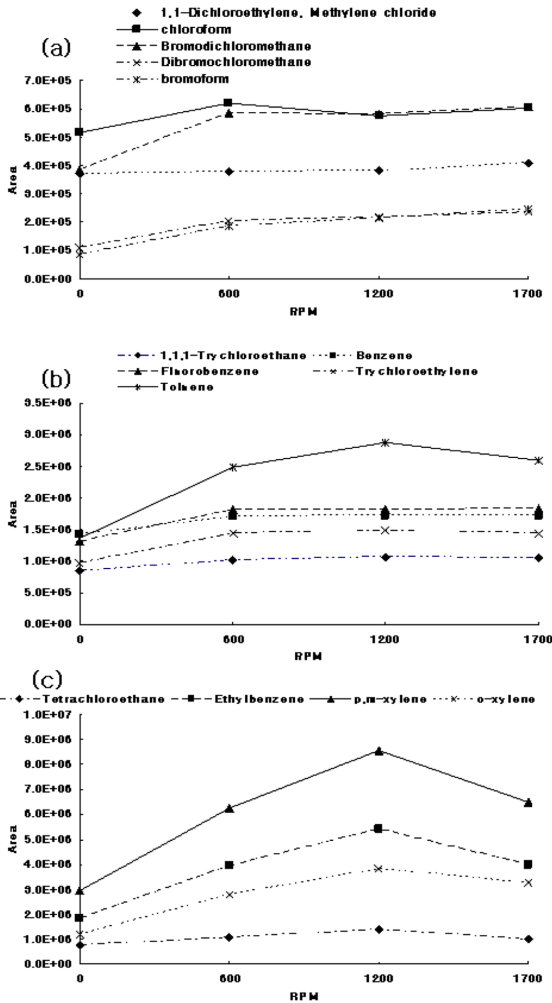 (a)
1,1-Dichloroethylene, Methylene chloride
chloroform
Bromodichloromethane
Dibromochloromethane
bromoform
7.0E+05
6.0E+05
5.0E+05
4.0E+05
3.0E+05
2.0E+05
1.0E+05
0.0E+00
Area
0 600 1200 1700
RPM
(b)
1,1,1-Trychloroethane Benzene
Fluorobenzene Trychloroethylene
Toluene
3.5E+06
3.0E+06
2.5E+06
2.0E+06
1.5E+06
1.0E+06
5.0E+05
0.0E+00
Area
0 600 1200 1700
RPM
(c)
Tetrachloroethane Ethylbenzene p,m-xylene o-xylene
1.0E+07
9.0E+06
8.0E+06
7.0E+06
6.0E+06
5.0E+06
4.0E+06
3.0E+06
2.0E+06
1.0E+06
0.0E+00
Area
0 600 1200 1700
RPM